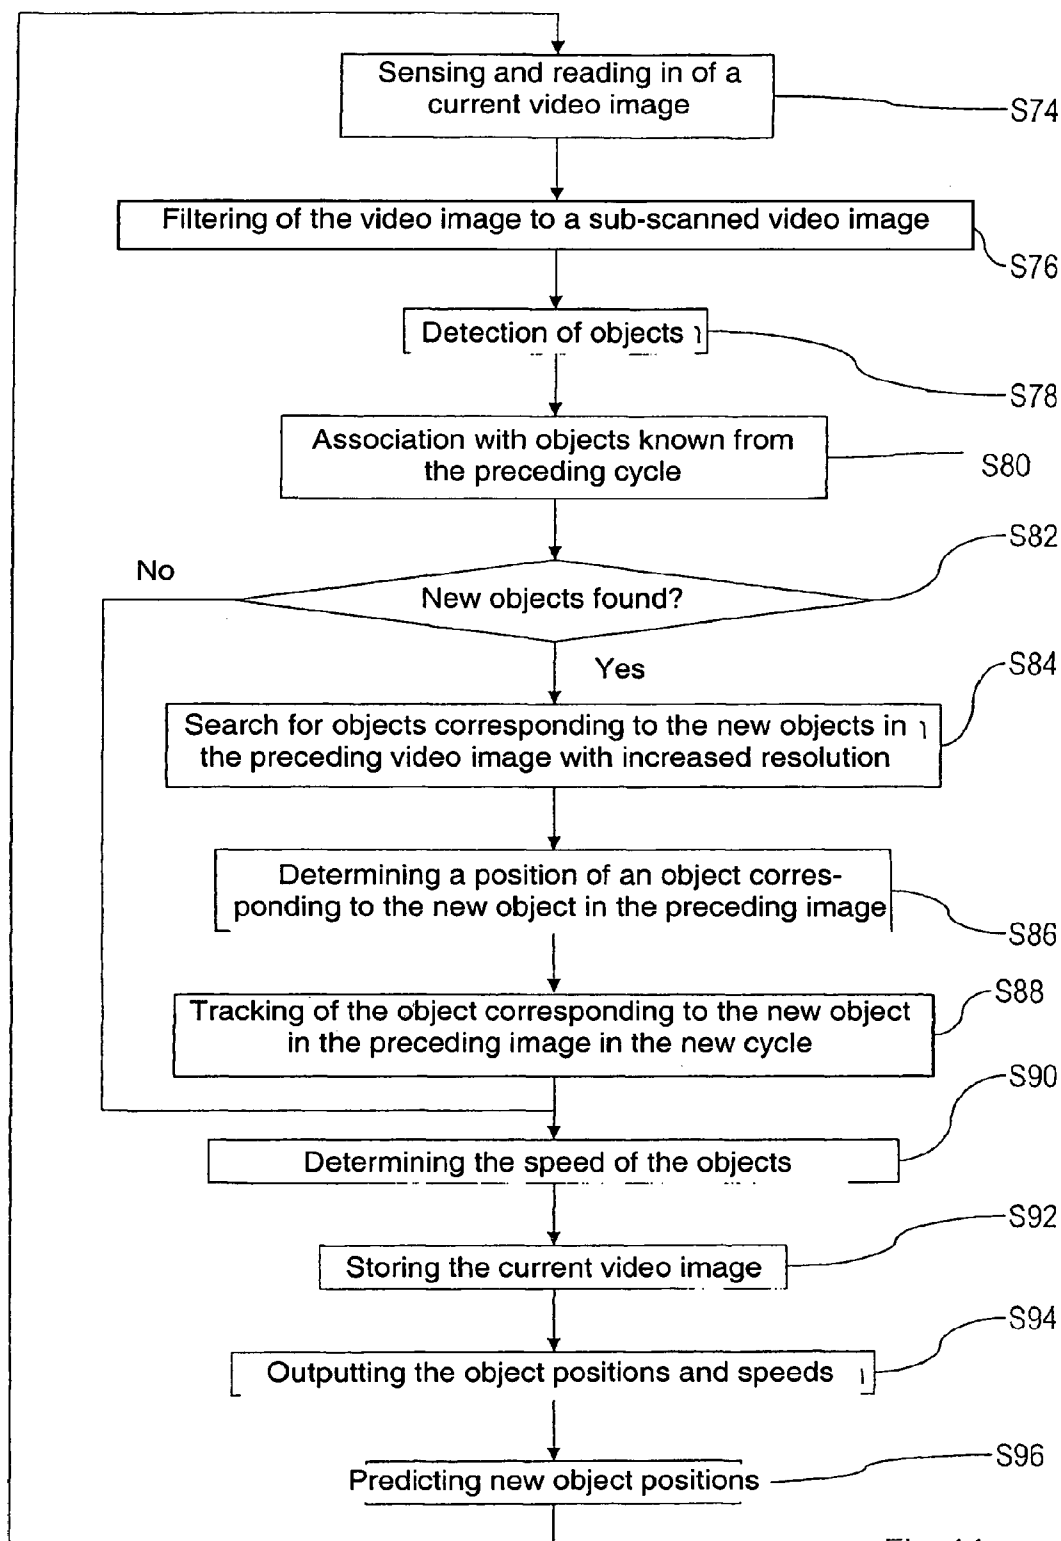 Sensing and reading in of a
current video image
S74
Filtering of the video image to a sub-scanned video image
S76
Detection of objects
S78
Association with objects known from
the preceding cycle
S80
S82
No
New objects found?
Yes
S84
Search for objects corresponding to the new objects in
the preceding video image with increased resolution
Determining a position of an object corres-
ponding to the new object in the preceding image
S86
S88
Tracking of the object corresponding to the new object
in the preceding image in the new cycle
S90
Determining the speed of the objects
S92
Storing the current video image
S94
Outputting the object positions and speeds
S96
Predicting new object positions